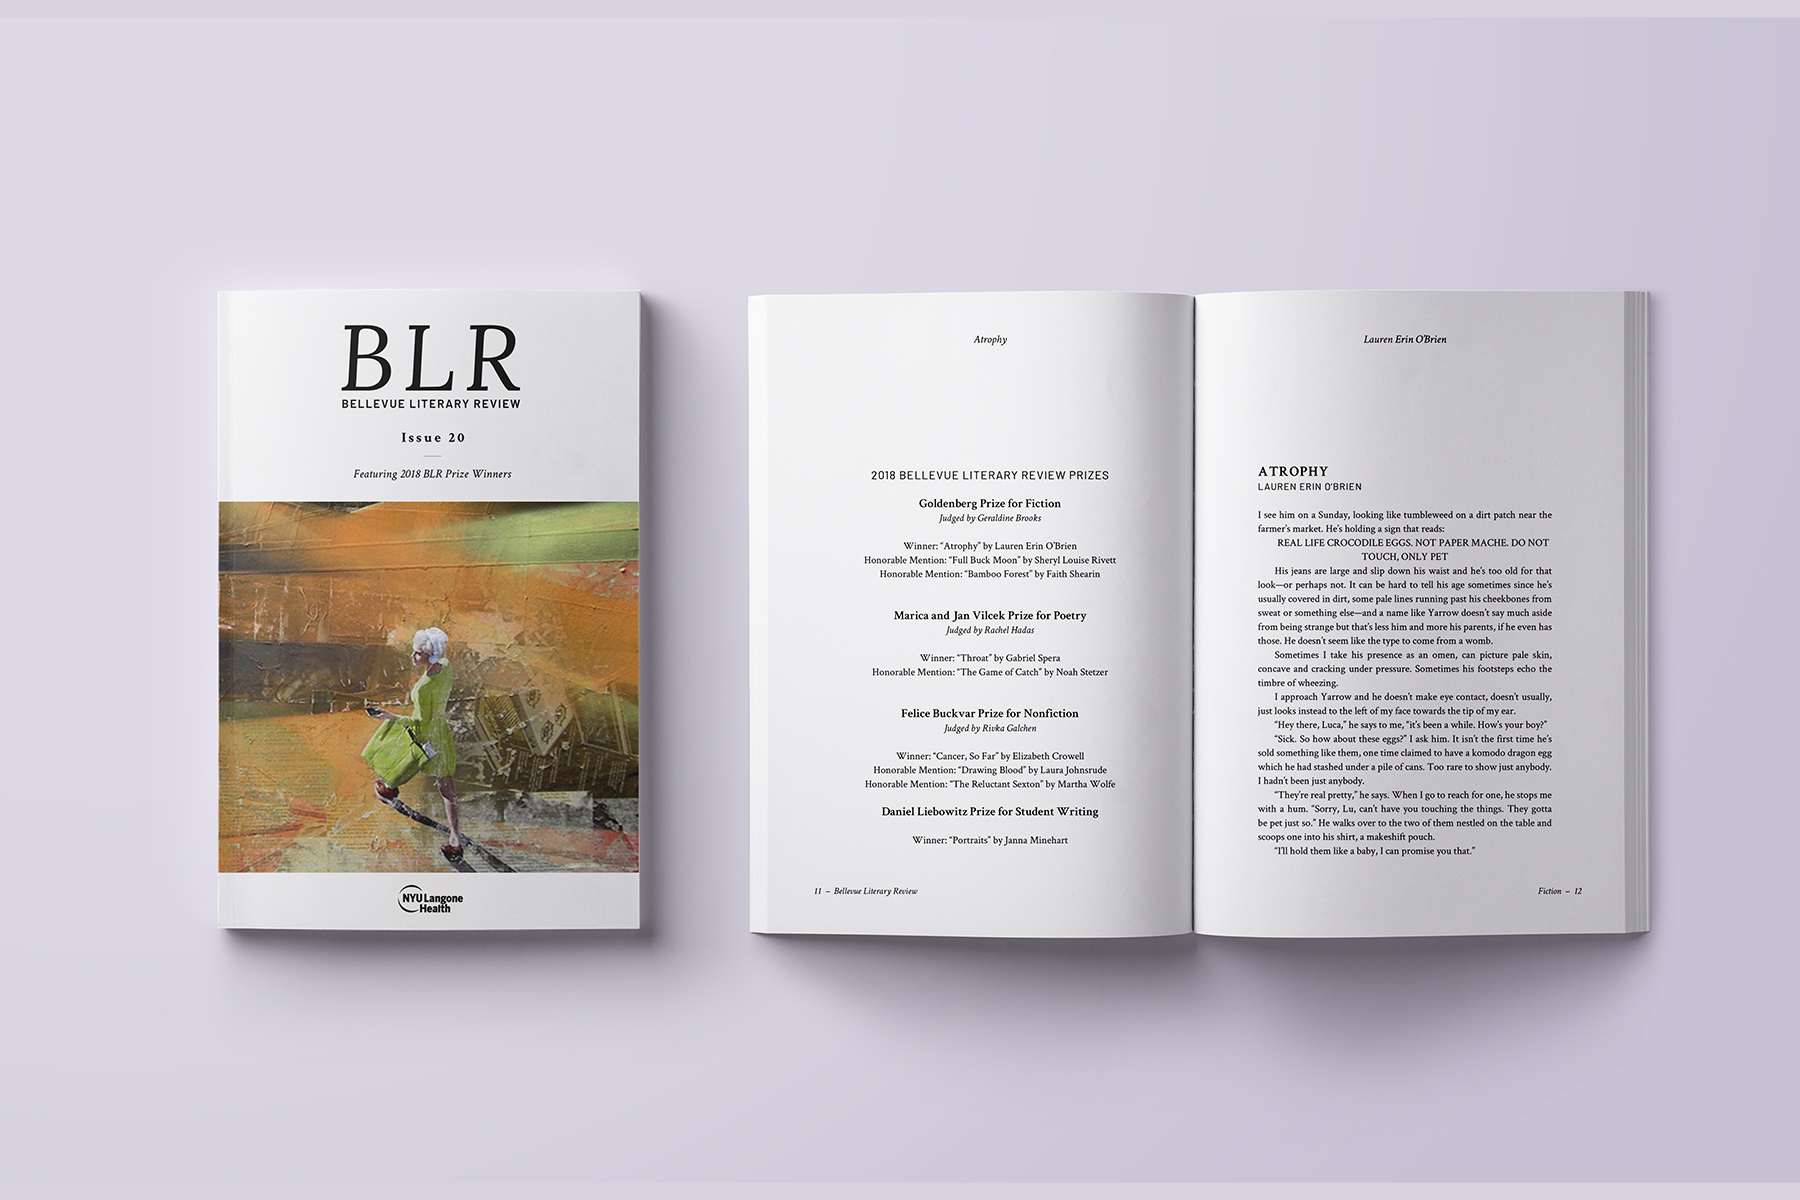 BLR
BELLEVUE LITERARY REVIEW
Issue 20
Featuring 2018 BLR Prize Winners
NYU Langone
Health
Atrophy
2018 BELLEVUE LITERARY REVIEW PRIZES
Goldenberg Prize for Fiction
Judged by Geraldine Brooks
Winner: “Atrophy” by Lauren Erin O’Brien
Honorable Mention: “Full Buck Moon” by Sheryl Louise Rivett
Honorable Mention: “Bamboo Forest” by Faith Shearin
Marica and Jan Vilcek Prize for Poetry
Judged by Rachel Hadas
Winner: “Throat” by Gabriel Spera
Honorable Mention: “The Game of Catch” by Noah Stetzer
Felice Buckvar Prize for Nonfiction
Judged by Rivka Galchen
Winner: “Cancer, So Far” by Elizabeth Crowell
Honorable Mention: “Drawing Blood” by Laura Johnsrude
Honorable Mention: “The Reluctant Sexton” by Martha Wolfe
Daniel Liebowitz Prize for Student Writing
Winner: “Portraits” by Janna Minehart
11 – Bellevue Literary Review
Lauren Erin O’Brien
ATROPHY
LAUREN ERIN O’BRIEN
I see him on a Sunday, looking like tumbleweed on a dirt patch near the
farmer’s market. He’s holding a sign that reads:
REAL LIFE CROCODILE EGGS. NOT PAPER MACHE. DO NOT
TOUCH, ONLY PET
His jeans are large and slip down his waist and he’s too old for that
look—or perhaps not. It can be hard to tell his age sometimes since he’s
usually covered in dirt, some pale lines running past his cheekbones from
sweat or something else—and a name like Yarrow doesn’t say much aside
from being strange but that’s less him and more his parents, if he even has
those. He doesn’t seem like the type to come from a womb.
Sometimes I take his presence as an omen, can picture pale skin,
concave and cracking under pressure. Sometimes his footsteps echo the
timbre of wheezing.
I approach Yarrow and he doesn’t make eye contact, doesn’t usually,
just looks instead to the left of my face towards the tip of my ear.
“Hey there, Luca,” he says to me, “it’s been a while. How’s your boy?”
“Sick. So how about these eggs?” I ask him. It isn’t the first time he’s
sold something like them, one time claimed to have a komodo dragon egg
which he had stashed under a pile of cans. Too rare to show just anybody.
I hadn’t been just anybody.
“They’re real pretty,” he says. When I go to reach for one, he stops me
with a hum. “Sorry, Lu, can’t have you touching the things. They gotta
be pet just so.” He walks over to the two of them nestled on the table and
scoops one into his shirt, a makeshift pouch.
“I’ll hold them like a baby, I can promise you that.”
Fiction – 12